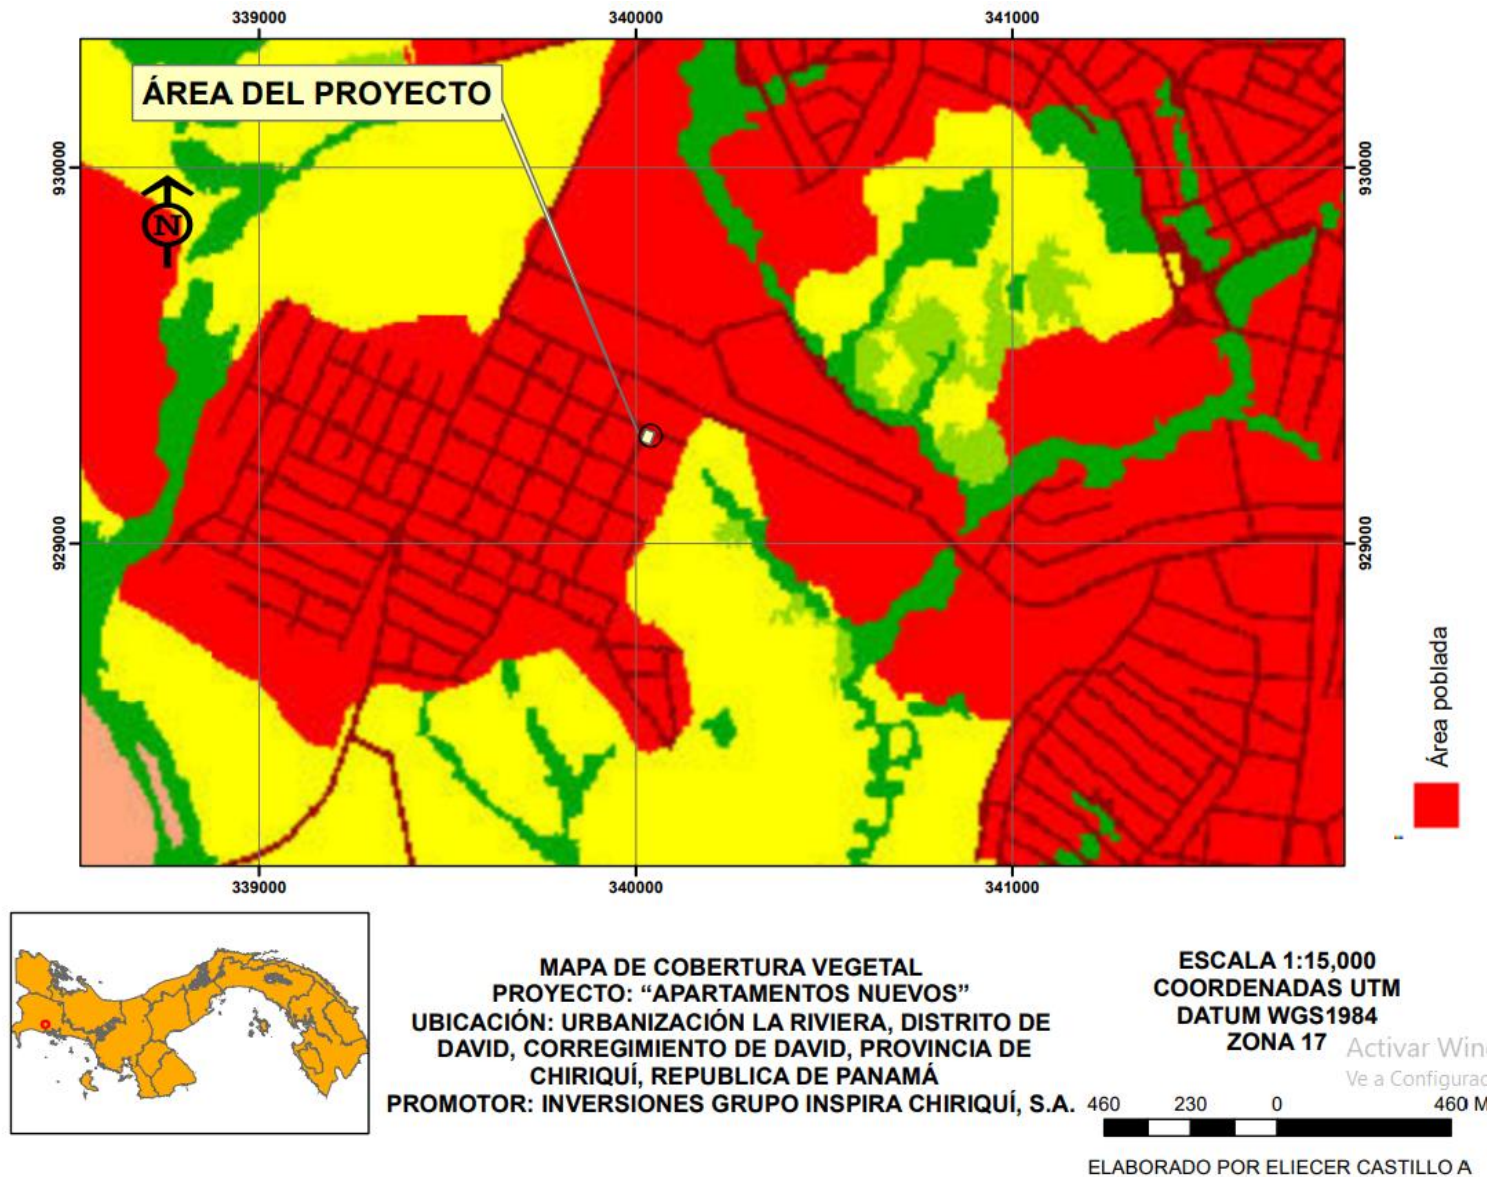 339000
340000
341000
ÁREA DEL PROYECTO
930000
930000
N
929000
929000
Área poblada
339000
340000
341000
MAPA DE COBERTURA VEGETAL
PROYECTO: “APARTAMENTOS NUEVOS”
UBICACIÓN: URBANIZACIÓN LA RIVIERA, DISTRITO DE
DAVID, CORREGIMIENTO DE DAVID, PROVINCIA DE
CHIRIQUÍ, REPUBLICA DE PANAMÁ
PROMOTOR: INVERSIONES GRUPO INSPIRA CHIRIQUÍ, S.A.
ESCALA 1:15,000
COORDENADAS UTM
DATUM WGS1984
ZONA 17
Activar Win
Ve a Configurac
460 230 0 460 M
ELABORADO POR ELIECER CASTILLO A